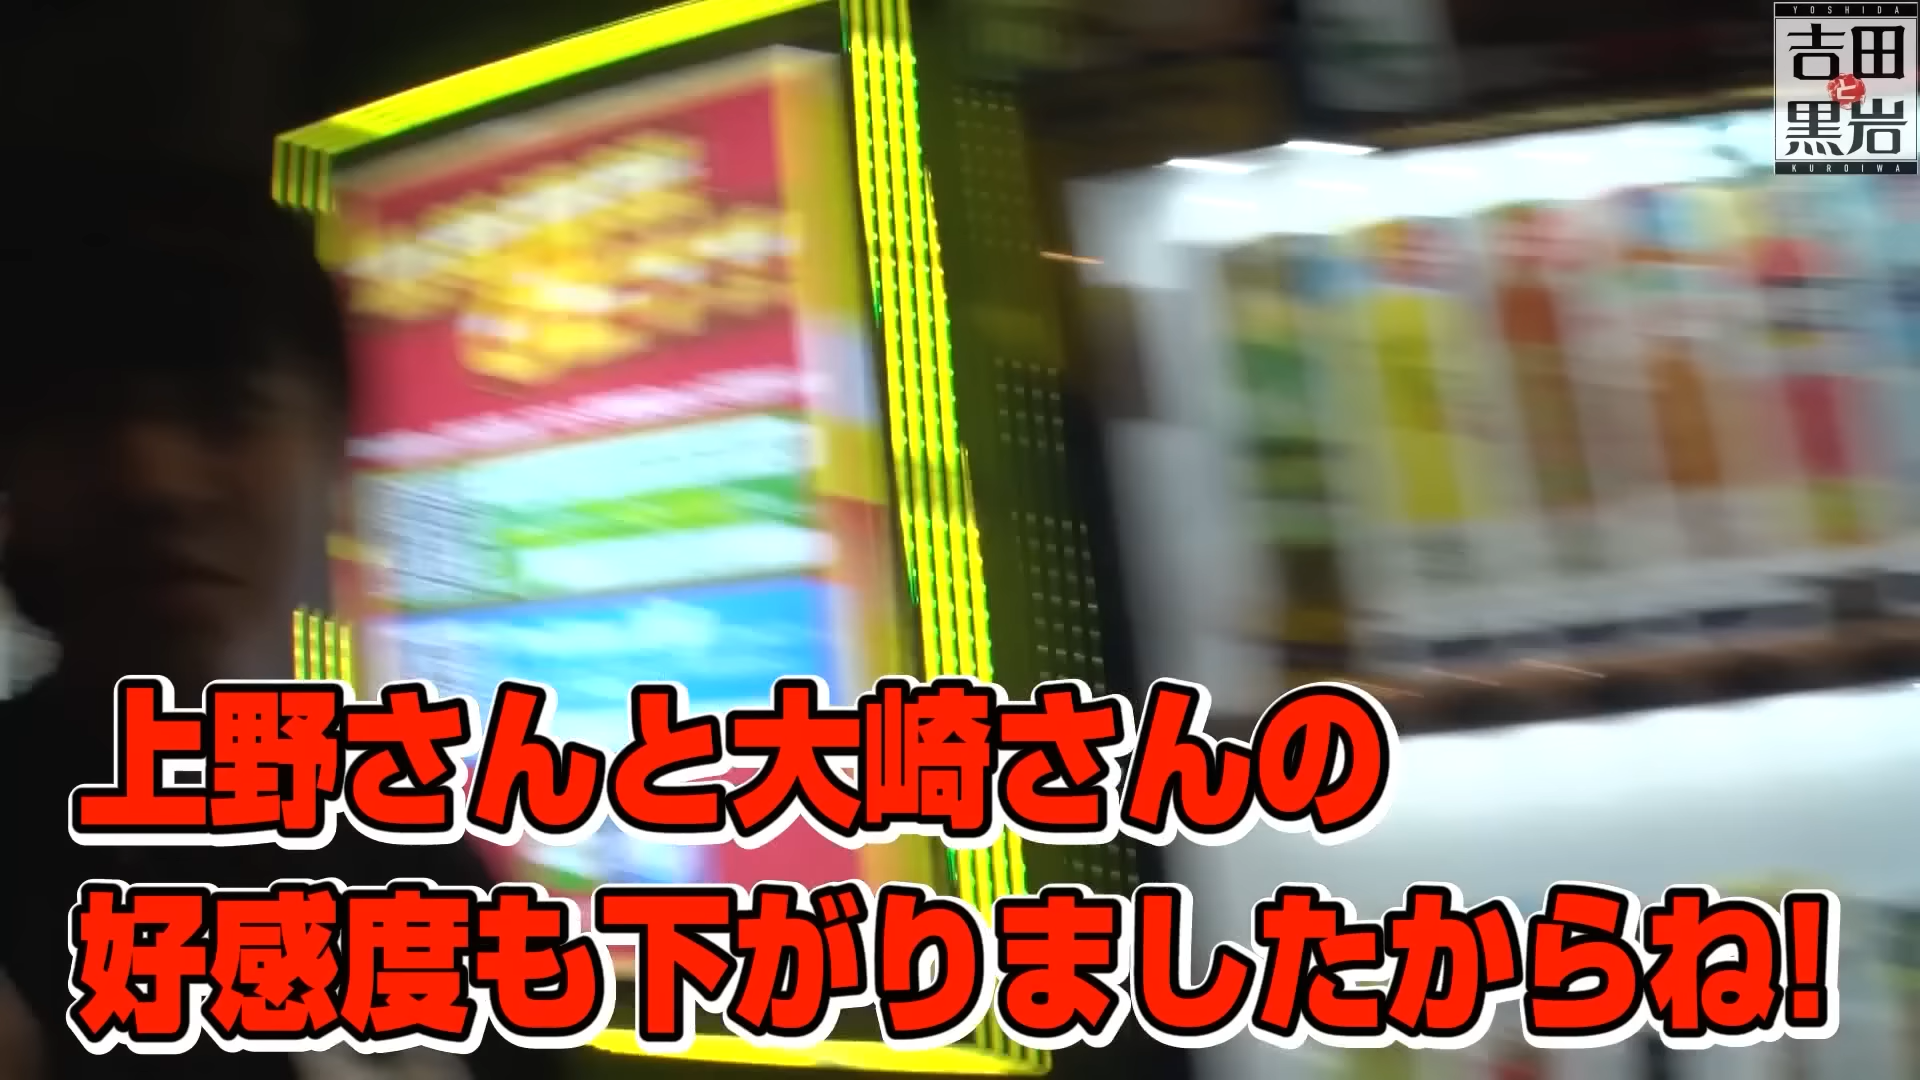 YOSHIDA
吉田
と
黒岩
KUROIWA
上野さんと大崎さんの
好感度も下がりましたからね!